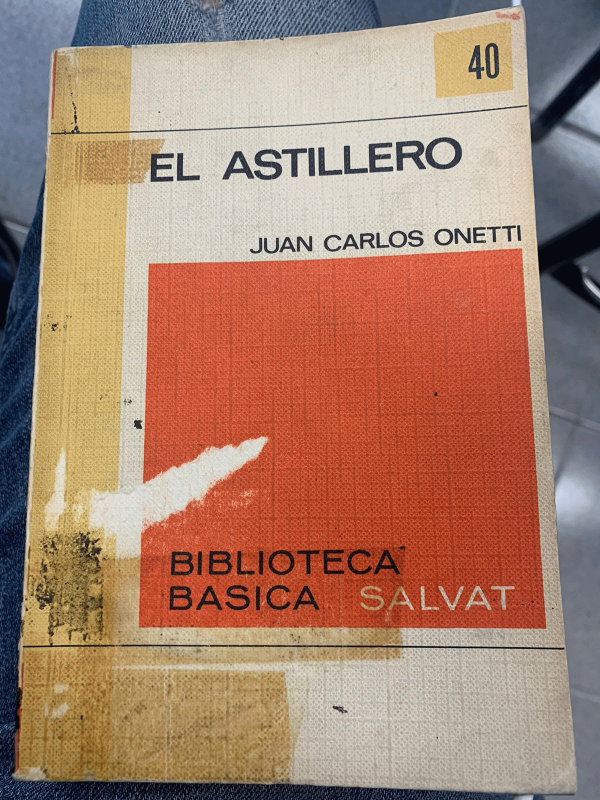 40
EL ASTILLERO
JUAN CARLOS ONETTI
BIBLIOTECA
BASICA SALVAT